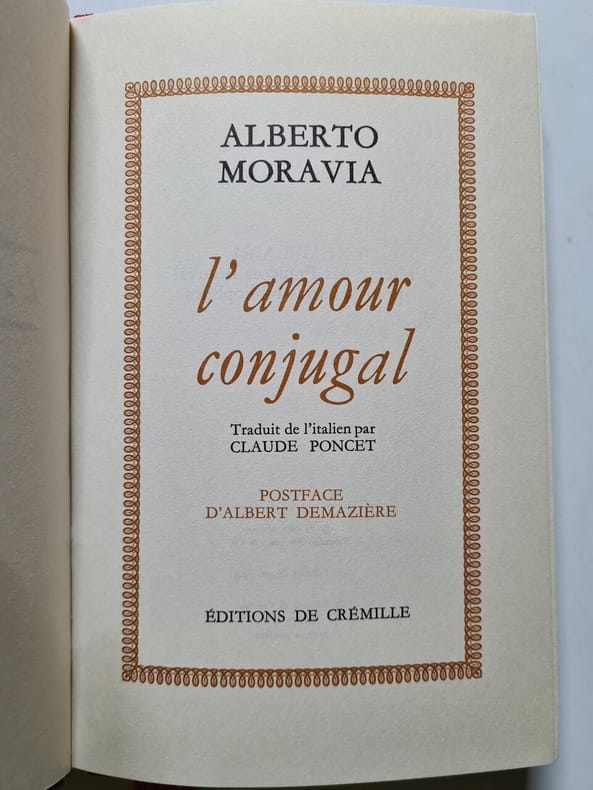 ALBERTO
MORAVIA
l'amour
conjugal
Traduit de l'italien par
CLAUDE PONCET
POSTFACE
D'ALBERT DEMAZIÈRE
ÉDITIONS DE CRÉMILLE